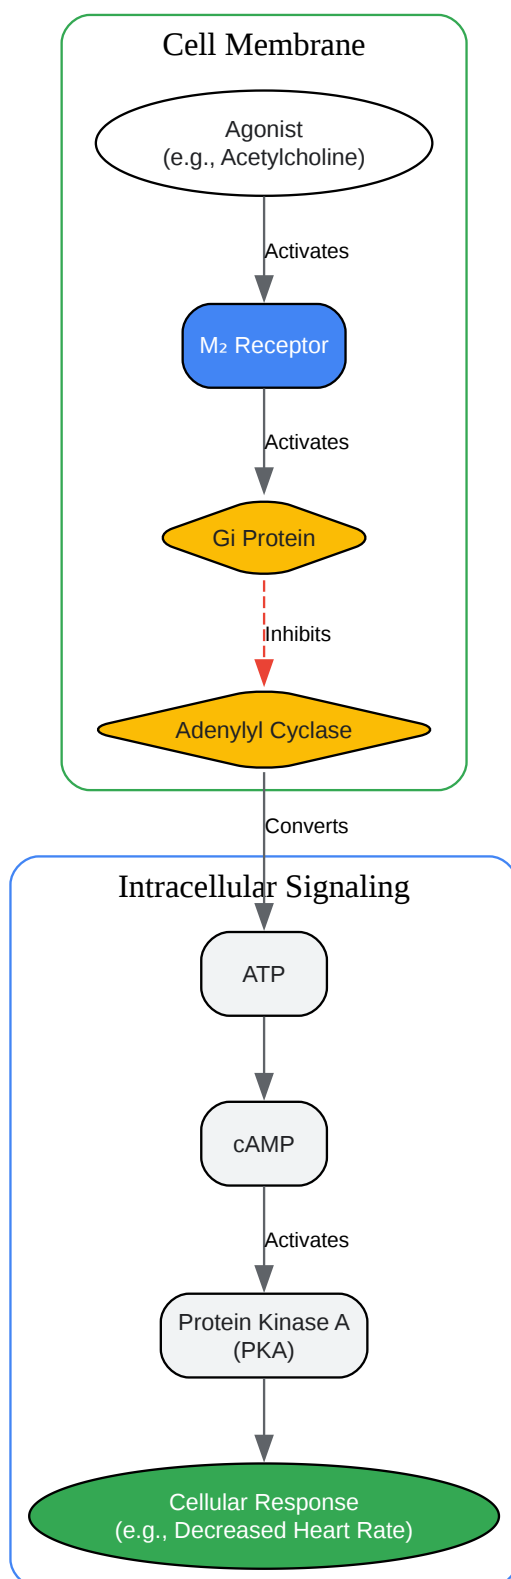 Cell Membrane
Agonist
(e.g., Acetylcholine)
Activates
M₂ Receptor
Activates
Gi Protein
Inhibits
Adenylyl Cyclase
Converts
Intracellular Signaling
ATP
cAMP
Activates
Protein Kinase A
(PKA)
Cellular Response
(e.g., Decreased Heart Rate)